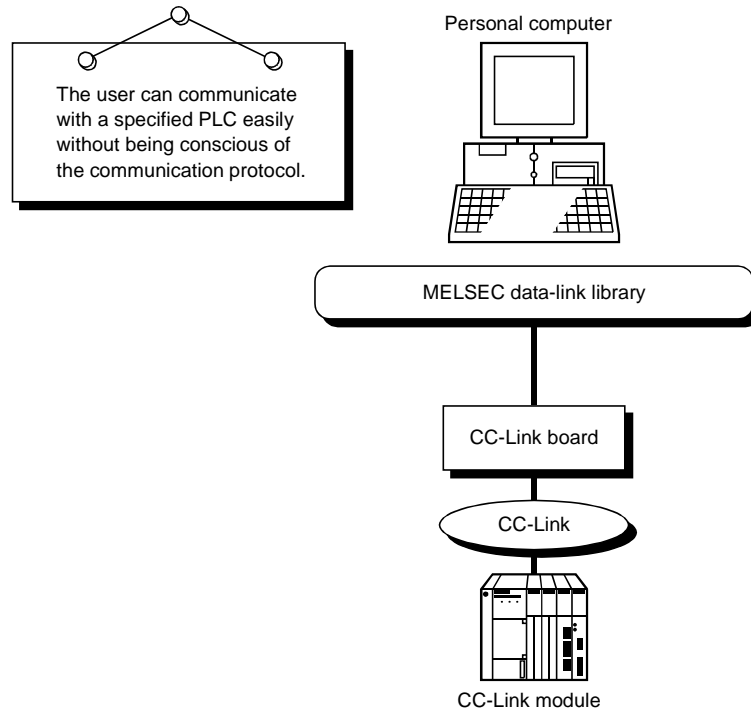 Personal computer
The user can communicate
with a specified PLC easily
without being conscious of
the communication protocol.
MELSEC data-link library
CC-Link board
CC-Link
CC-Link module